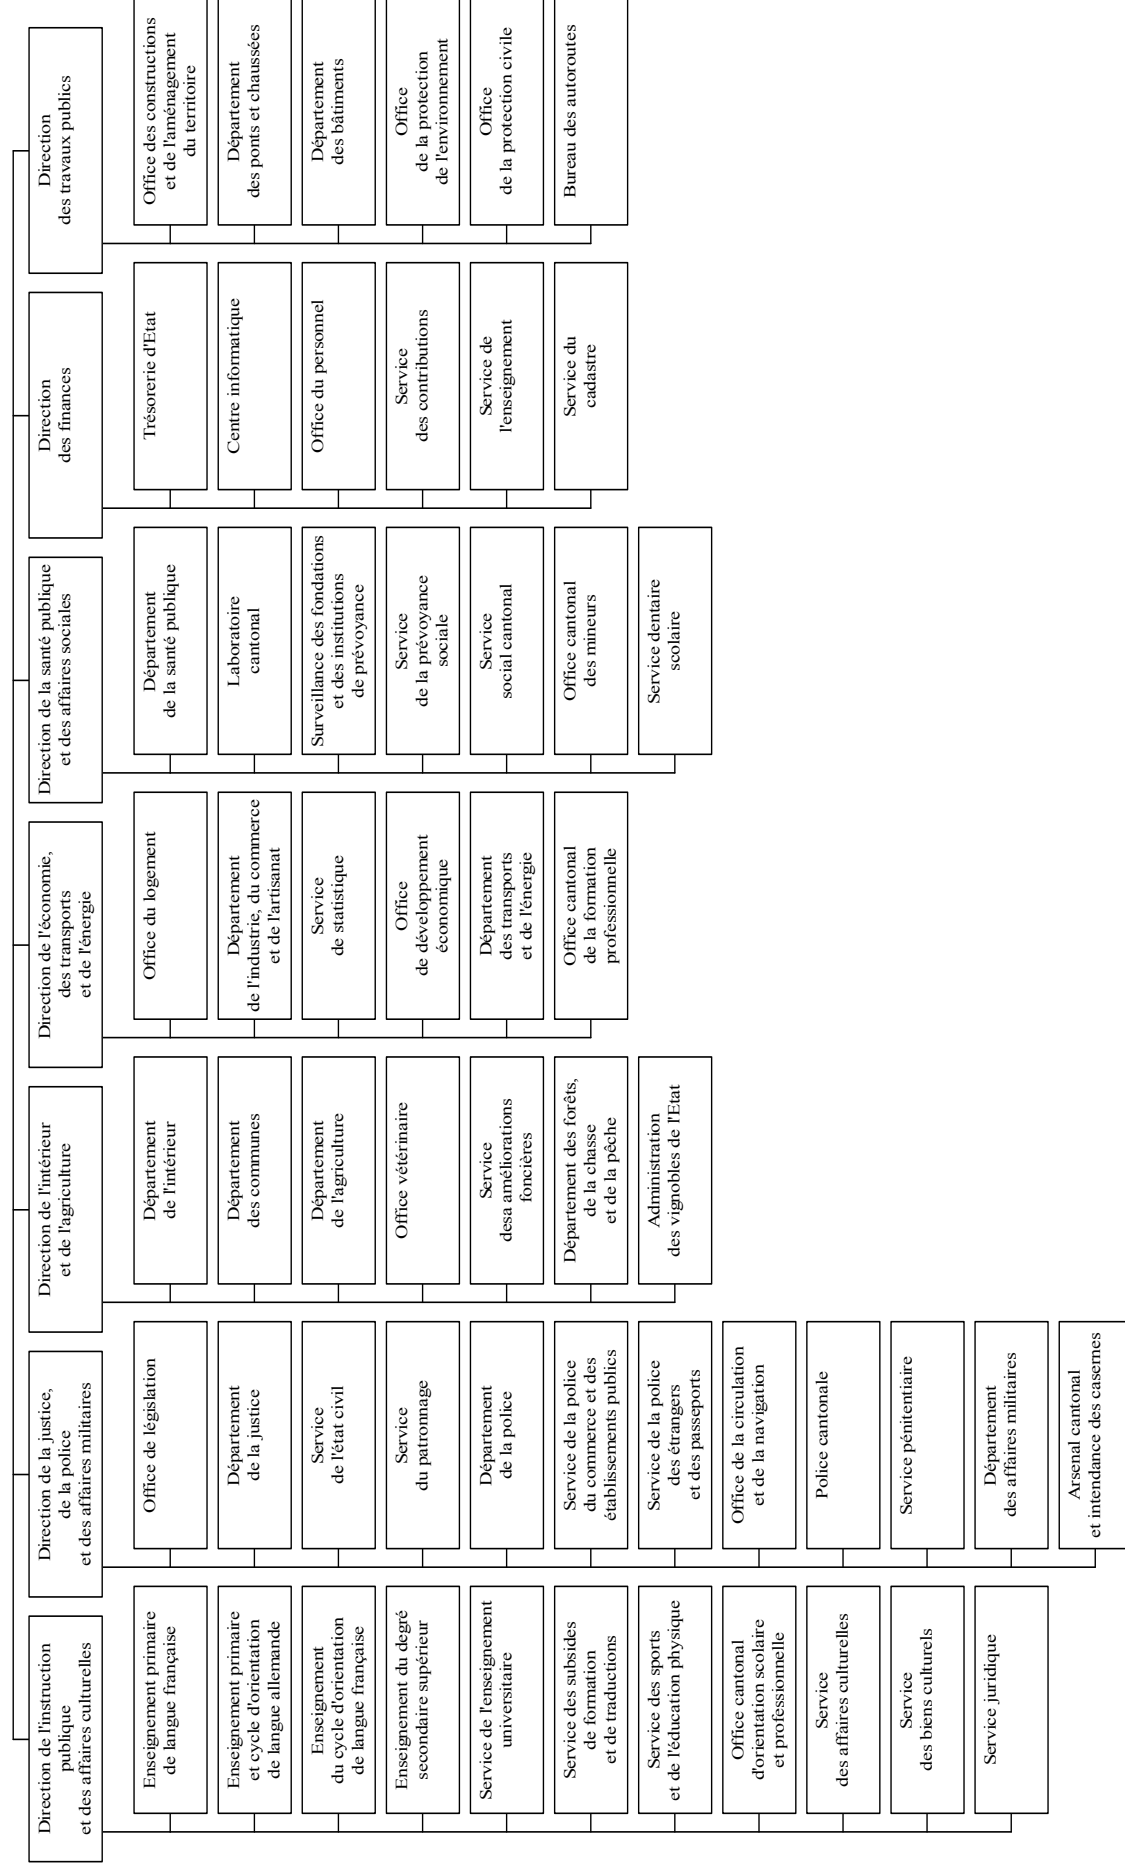 Direction de l'instruction
publique
et des affaires culturelles
Enseignement primaire
de langue française
Enseignement primaire
et cycle d'orientation
de langue allemande
Enseignement
du cycle d'orientation
de langue française
Enseignement du degré
secondaire supérieur
Service de l'enseignement
universitaire
Service des subsides
de formation
et de traductions
Service des sports
et de l'éducation physique
Office cantonal
d'orientation scolaire
et professionnelle
Service
des affaires culturelles
Service
des biens culturels
Service juridique
Direction de la justice,
de la police
et des affaires militaires
Office de législation
Département
de la justice
Service
de l'état civil
Service
du patronnage
Département
de la police
Service de la police
du commerce et des
établissements publics
Service de la police
des étrangers
et des passeports
Office de la circulation
et de la navigation
Police cantonale
Service pénitentiaire
Département
des affaires militaires
Arsenal cantonal
et intendance des casernes
Direction de l'intérieur
et de l'agriculture
Département
de l'intérieur
Département
des communes
Département
de l'agriculture
Office vétérinaire
Service
desa améliorations
foncières
Département des forêts,
de la chasse
et de la pêche
Administration
des vignobles de l'Etat
Direction de l'économie,
des transports
et de l'énergie
Office du logement
Département
de l'industrie, du commerce
et de l'artisanat
Service
de statistique
Office
de développement
économique
Département
des transports
et de l'énergie
Office cantonal
de la formation
professionnelle
Direction de la santé publique
et des affaires sociales
Département
de la santé publique
Laboratoire
cantonal
Surveillance des fondations
et des institutions
de prévoyance
Service
de la prévoyance
sociale
Service
social cantonal
Office cantonal
des mineurs
Service dentaire
scolaire
Direction
des finances
Trésorerie d'Etat
Centre informatique
Office du personnel
Service
des contributions
Service de
l'enseignement
Service du
cadastre
Direction
des travaux publics
Office des constructions
et de l'aménagement
du territoire
Département
des ponts et chaussées
Département
des bâtiments
Office
de la protection
de l'environnement
Office
de la protection civile
Bureau des autoroutes